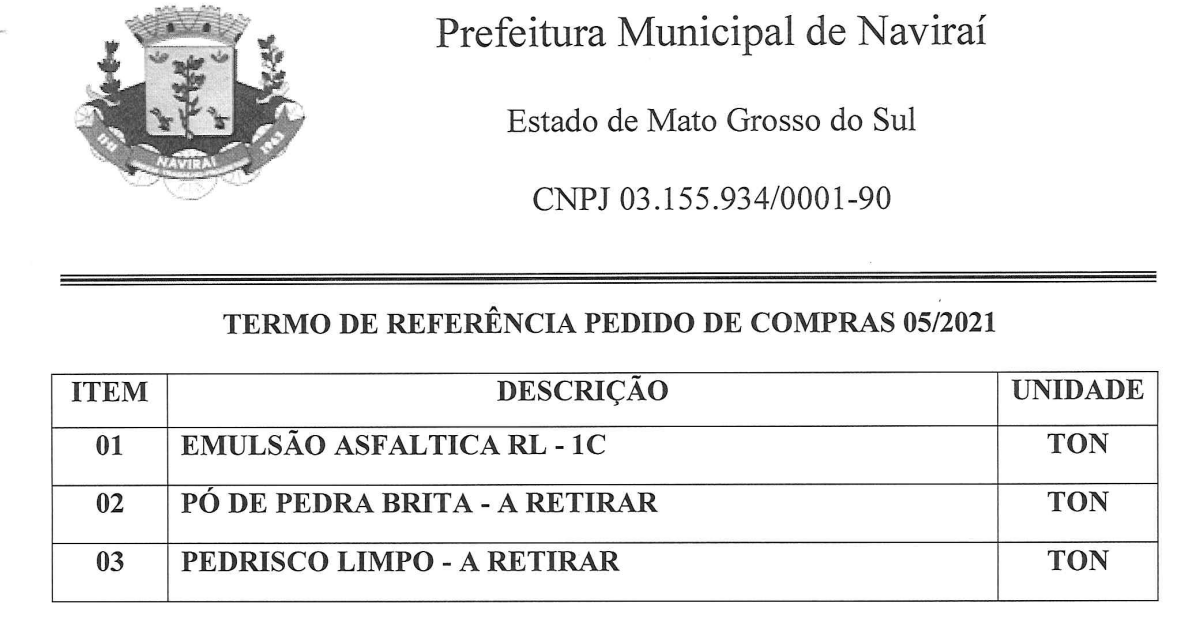 Prefeitura Municipal de Naviraí
Estado de Mato Grosso do Sul
CNPJ 03.155.934/0001-90
NAVIRAÍ
1963
TERMO DE REFERÊNCIA PEDIDO DE COMPRAS 05/2021
ITEM DESCRIÇÃO UNIDADE
01 EMULSÃO ASFALTICA RL - 1C TON
02 PÓ DE PEDRA BRITA - A RETIRAR TON
03 PEDRISCO LIMPO - A RETIRAR TON